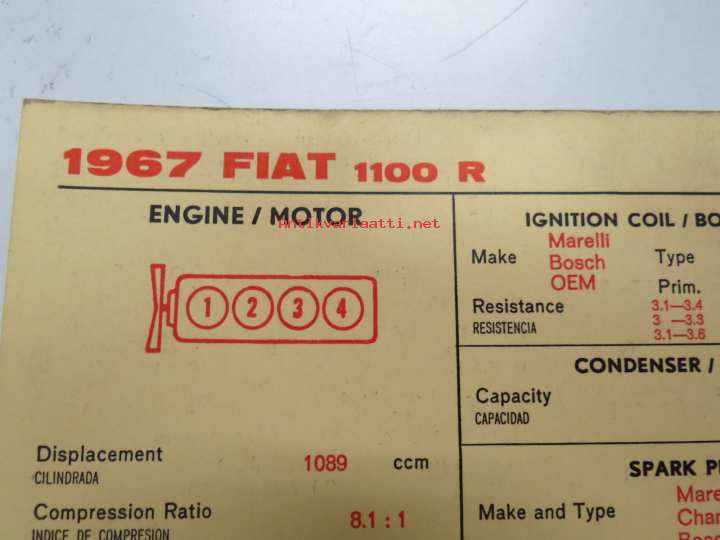 1967 FIAT 1100 R
ENGINE / MOTOR
Antikvariaatti.net
1 2 3 4
Displacement 1089 ccm
CILINDRADA
Compression Ratio 8.1 : 1
INDICE DE COMPRESION
IGNITION COIL / BO
Make Marelli Type
Bosch
OEM Prim.
Resistance 3.1—3.4
RESISTENCIA 3 —3.3
3.1—3.6
CONDENSER /
Capacity
CAPACIDAD
SPARK P
Make and Type Mare
Cham
Bosc